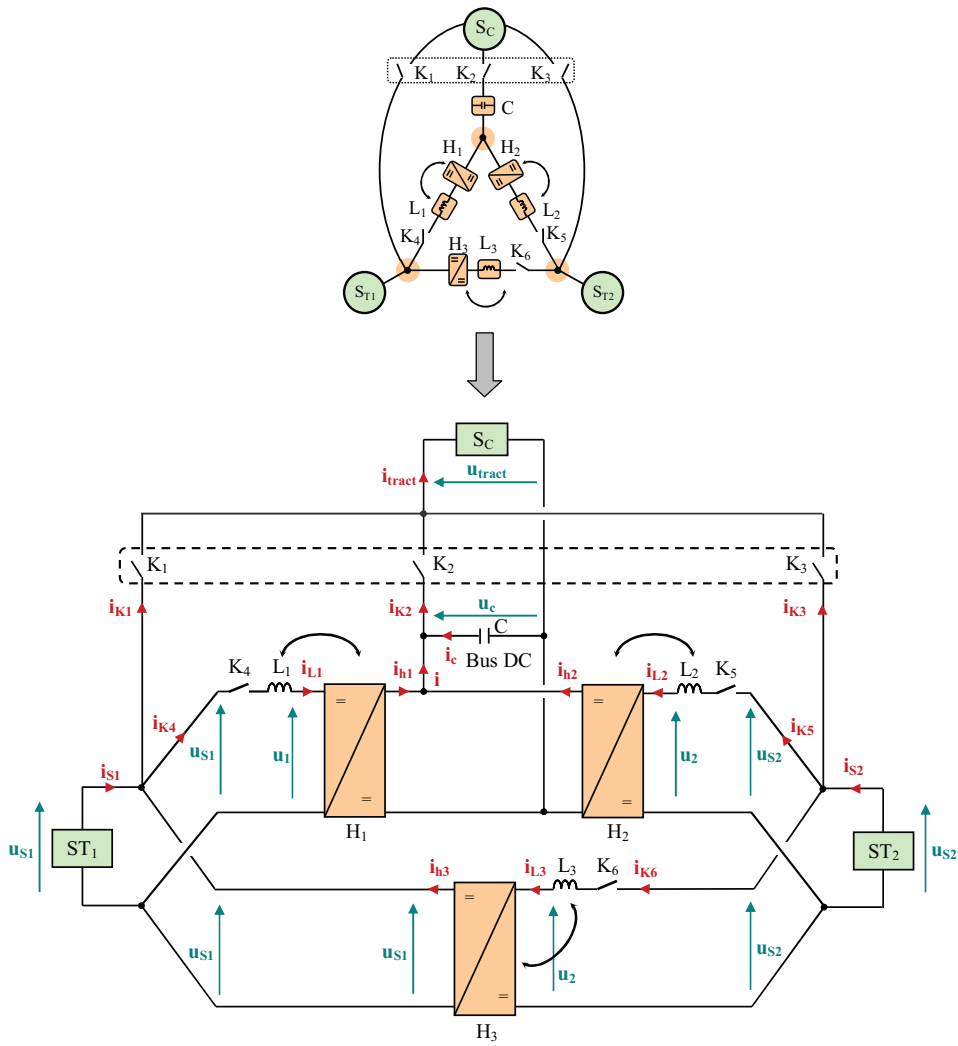 S_C
K_1 K_2 K_3
C
H_1 H_2
L_1 L_2
K_4 K_5
H_3 L_3 K_6
S_T1 S_T2
S_C
i_tract u_tract
K_1 K_2 K_3
i_K1 i_K2 u_c i_K3
C
i_c Bus DC
K_4 L_1 i_L1 i_h1 i i_h2 i_L2 L_2 K_5
= =
i_K4 i_K5
u_S1 u_1 u_2 u_S2
i_S1 i_S2
= =
H_1 H_2
u_S1 ST_1 ST_2 u_S2
i_h3 i_L3 L_3 K_6 i_K6
=
u_S1 u_S1 u_2 u_S2
=
H_3